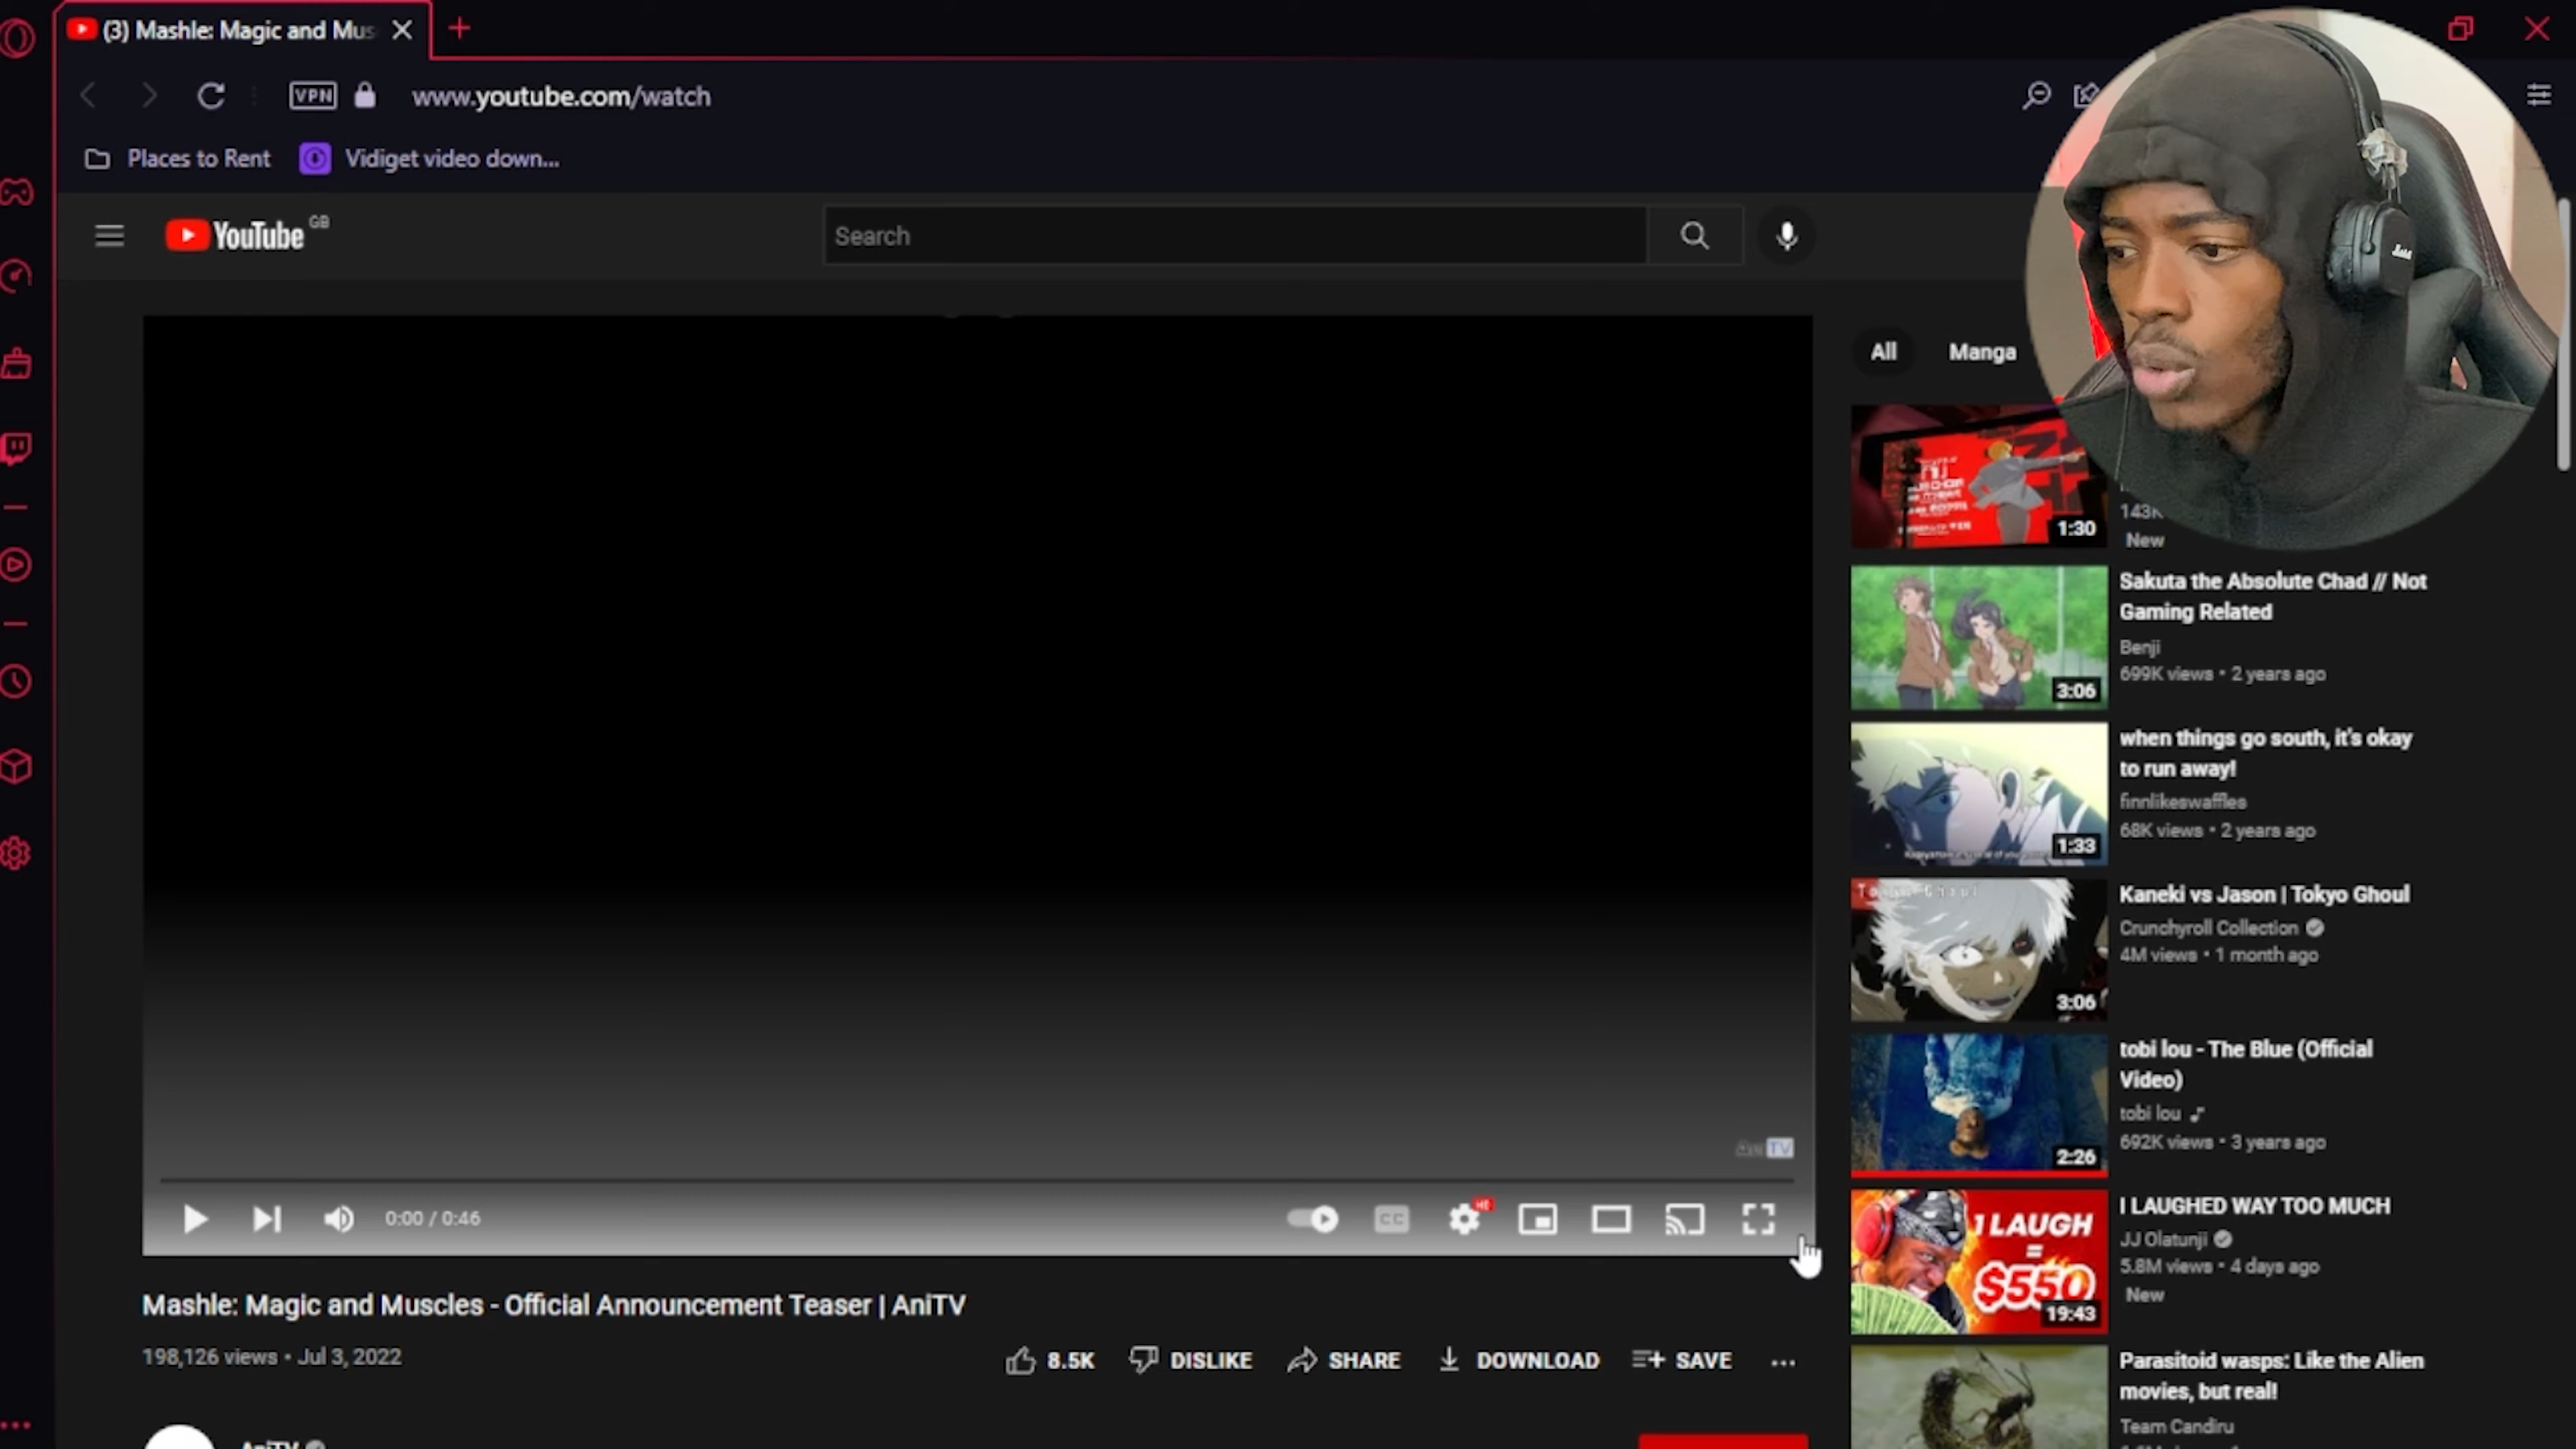 (3) Mashle: Magic and Mus
VPN
www.youtube.com/watch
Places to Rent
Vidiget video down...
YouTube GB
Search
All
Manga
1:30
143K
New
Sakuta the Absolute Chad // Not
Gaming Related
Benji
699K views • 2 years ago
3:06
when things go south, it's okay
to run away!
finnlikeswaffles
68K views • 2 years ago
1:33
Tokyo Ghoul
Kaneki vs Jason | Tokyo Ghoul
Crunchyroll Collection
4M views • 1 month ago
3:06
tobi lou - The Blue (Official
Video)
tobi lou
692K views • 3 years ago
2:26
AniTV
0:00 / 0:46
CC
HD
1 LAUGH
=
$550
19:43
I LAUGHED WAY TOO MUCH
JJ Olatunji
5.8M views • 4 days ago
New
Mashle: Magic and Muscles - Official Announcement Teaser | AniTV
198,126 views • Jul 3, 2022
8.5K
DISLIKE
SHARE
DOWNLOAD
SAVE
Parasitoid wasps: Like the Alien
movies, but real!
Team Candiru
AniTV